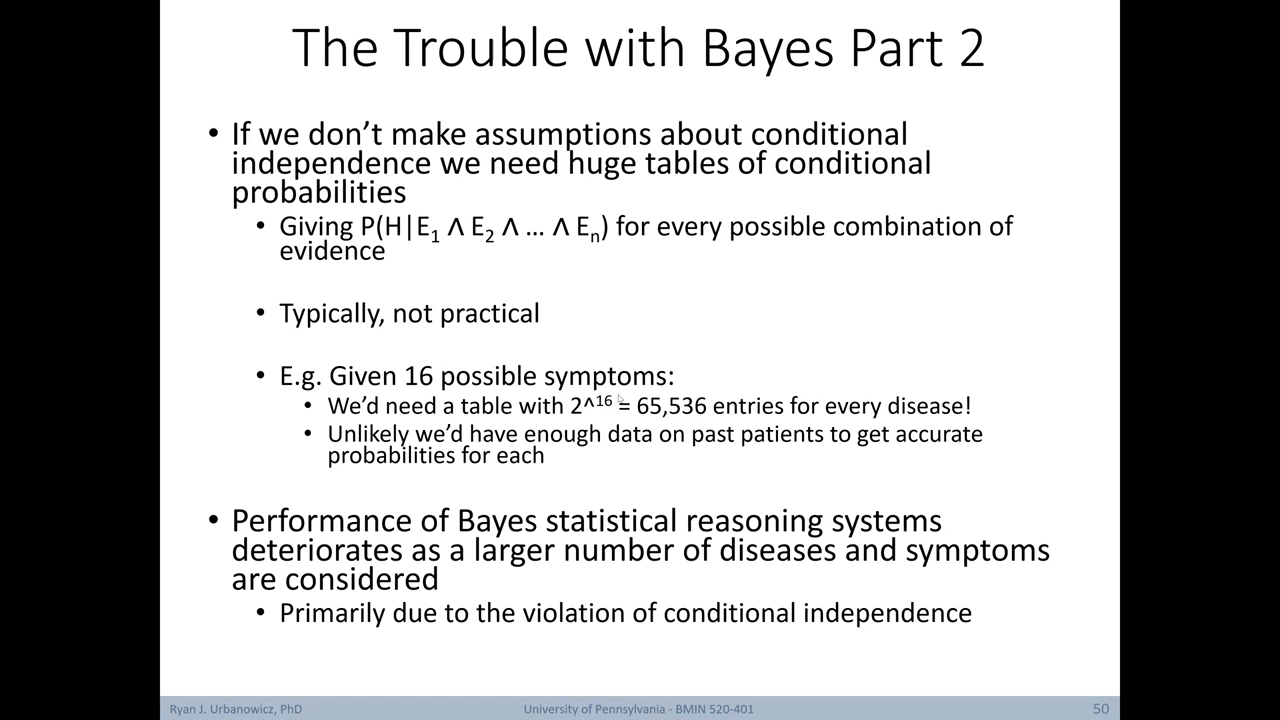 The Trouble with Bayes Part 2
• If we don’t make assumptions about conditional
independence we need huge tables of conditional
probabilities
• Giving P(H|E₁ ∧ E₂ ∧ … ∧ Eₙ) for every possible combination of
evidence
• Typically, not practical
• E.g. Given 16 possible symptoms:
• We’d need a table with 2^¹⁶ = 65,536 entries for every disease!
• Unlikely we’d have enough data on past patients to get accurate
probabilities for each
• Performance of Bayes statistical reasoning systems
deteriorates as a larger number of diseases and symptoms
are considered
• Primarily due to the violation of conditional independence
Ryan J. Urbanowicz, PhD University of Pennsylvania - BMIN 520-401 50